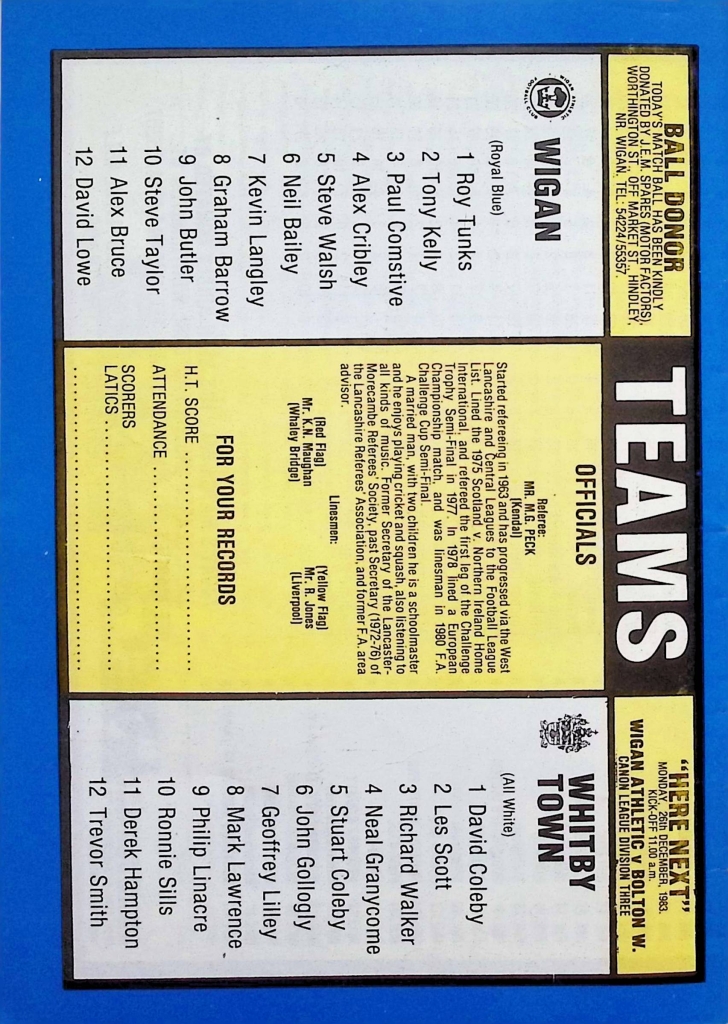 BALL DONOR
TODAY'S MATCH BALL HAS BEEN KINDLY
DONATED BY J.E.M. SPARES (MOTOR FACTORS),
WORTHINGTON ST. OFF MARKET ST., HINDLEY,
NR. WIGAN. TEL: 54224/55357.
TEAMS
"HERE NEXT"
MONDAY, 26th DECEMBER, 1983.
KICK-OFF 11.00 a.m.
WIGAN ATHLETIC v BOLTON W.
CANON LEAGUE DIVISION THREE
WIGAN ATHLETIC
FOOTBALL CLUB
WIGAN
(Royal Blue)
1 Roy Tunks
2 Tony Kelly
3 Paul Comstive
4 Alex Cribley
5 Steve Walsh
6 Neil Bailey
7 Kevin Langley
8 Graham Barrow
9 John Butler
10 Steve Taylor
11 Alex Bruce
12 David Lowe
OFFICIALS
Referee:
MR. M.G. PECK
(Kendal)
Started refereeing in 1963 and has progressed via the West
Lancashire and Central Leagues to the Football League
List. Lined the 1975 Scotland v. Northern Ireland Home
International, and refereed the first leg of the Challenge
Trophy Semi-Final in 1977. In 1978 lined a European
Championship match, and was linesman in 1980 F.A.
Challenge Cup Semi-Final.
A married man, with two children he is a schoolmaster
and he enjoys playing cricket and squash, also listening to
all kinds of music. Former Secretary of the Lancaster-
Morecambe Referees' Society, past Secretary (1972-76) of
the Lancashire Referees' Association, and former F.A. area
advisor.
Linesmen:
(Red Flag) (Yellow Flag)
Mr. K.N. Maughan Mr. R. Jones
(Whaley Bridge) (Liverpool)
FOR YOUR RECORDS
H.T. SCORE ........................................
ATTENDANCE ........................................
SCORERS
LATICS ........................................
........................................
WHITBY
TOWN
(All White)
1 David Coleby
2 Les Scott
3 Richard Walker
4 Neal Granycome
5 Stuart Coleby
6 John Gollogly
7 Geoffrey Lilley
8 Mark Lawrence
9 Philip Linacre
10 Ronnie Sills
11 Derek Hampton
12 Trevor Smith